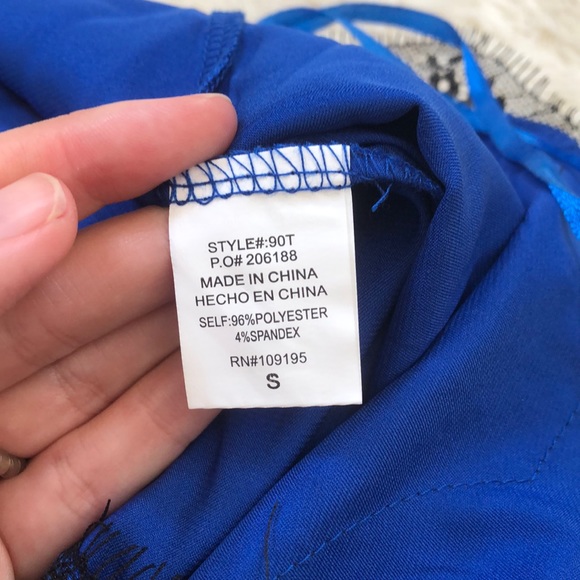 STYLE#:90T
P.O# 206188
MADE IN CHINA
HECHO EN CHINA
SELF:96%POLYESTER
4%SPANDEX
RN#109195
S